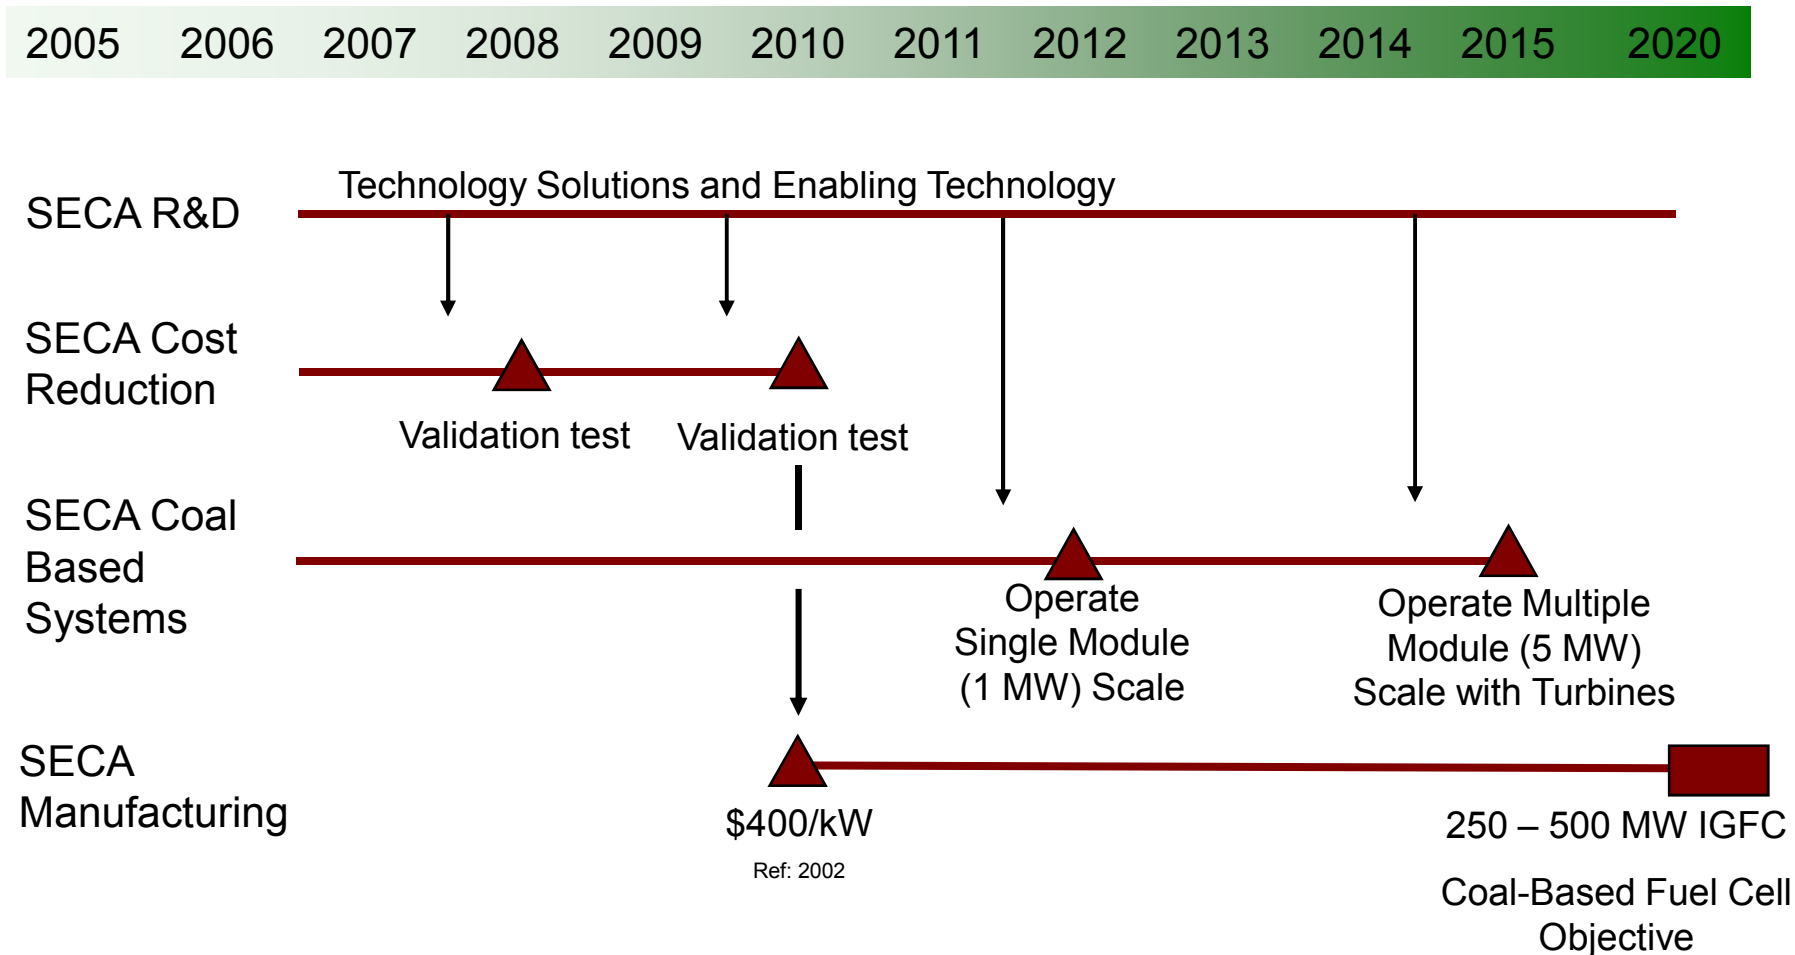 2005 2006 2007 2008 2009 2010 2011 2012 2013 2014 2015 2020
Technology Solutions and Enabling Technology
SECA R&D
SECA Cost
Reduction
Validation test
Validation test
SECA Coal
Based
Systems
Operate
Single Module
(1 MW) Scale
Operate Multiple
Module (5 MW)
Scale with Turbines
SECA
Manufacturing
$400/kW
Ref: 2002
250 – 500 MW IGFC
Coal-Based Fuel Cell
Objective